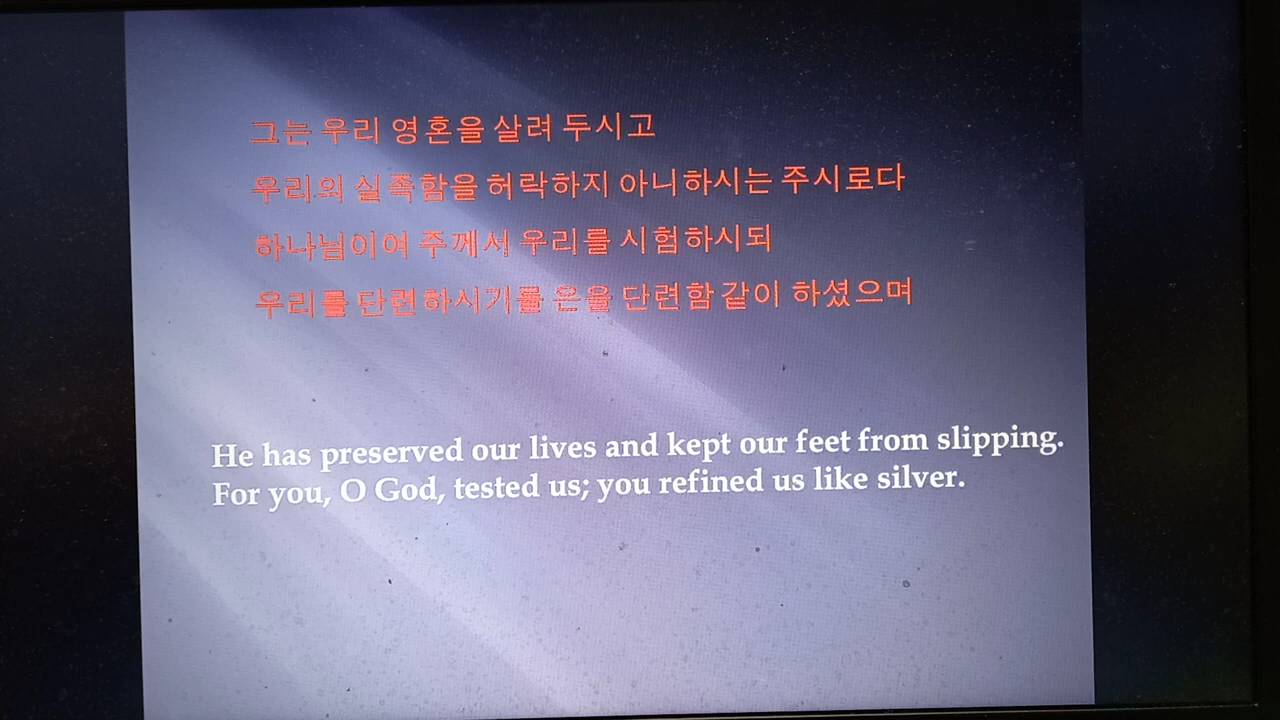 그는 우리 영혼을 살려 두시고
우리의 실족함을 허락하지 아니하시는 주시로다
하나님이여 주께서 우리를 시험하시되
우리를 단련하시기를 은을 단련함 같이 하셨으며
He has preserved our lives and kept our feet from slipping.
For you, O God, tested us; you refined us like silver.